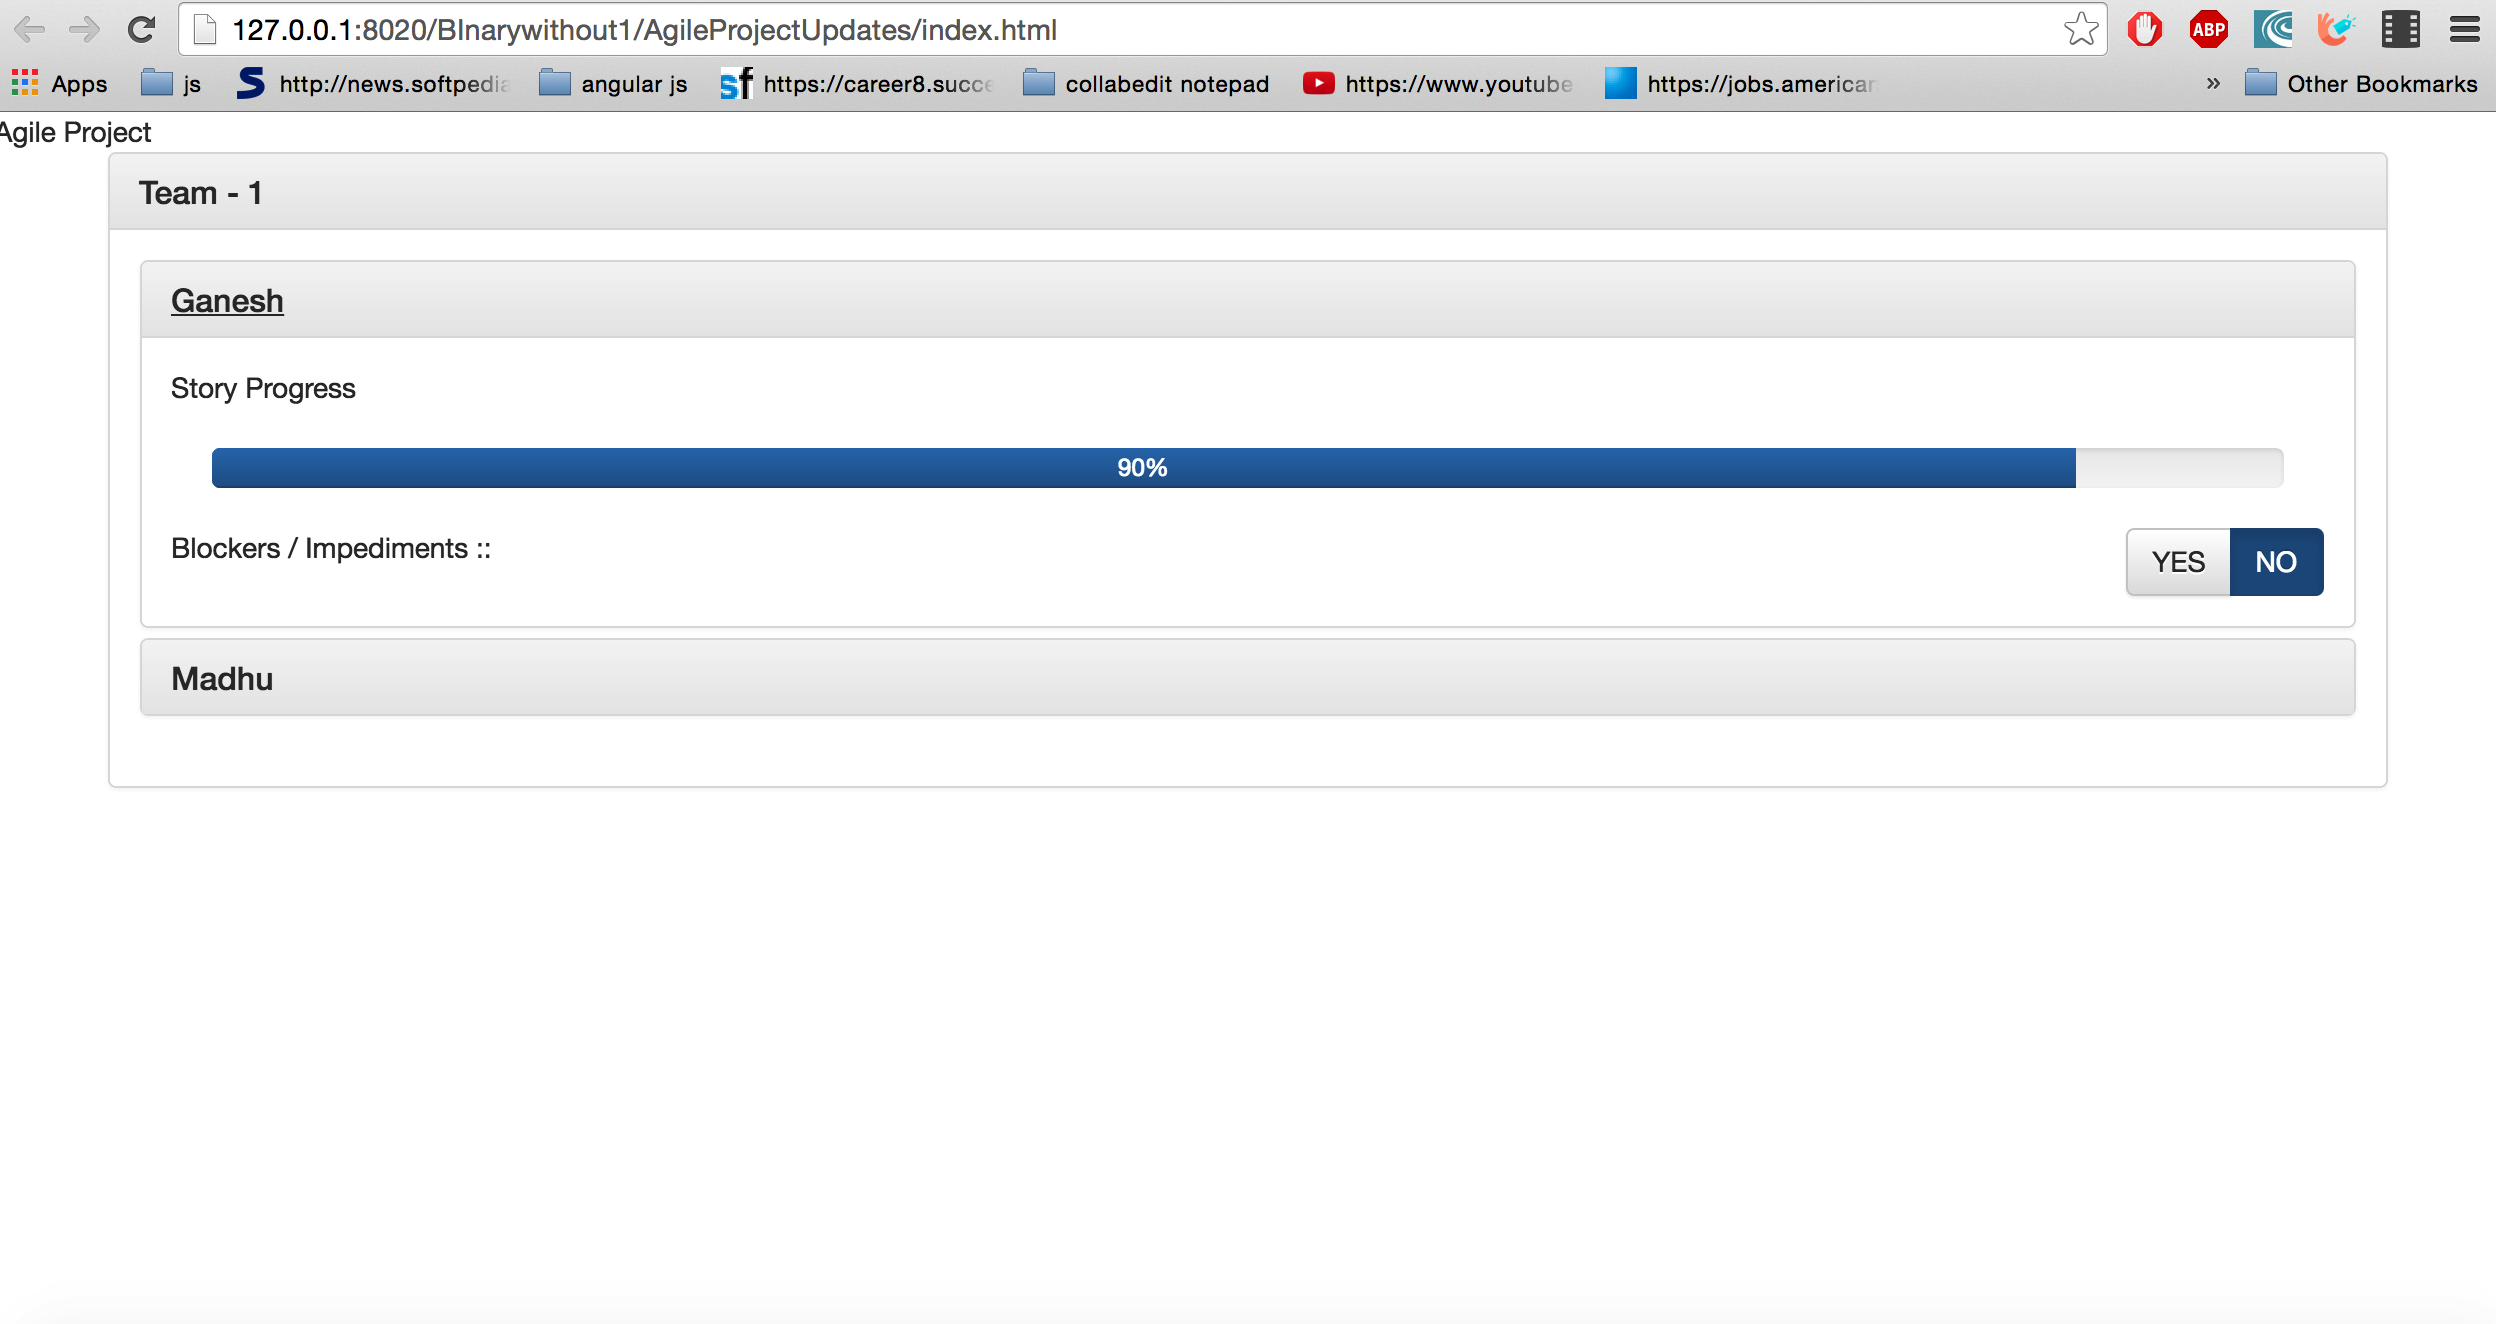 127.0.0.1:8020/BInarywithout1/AgileProjectUpdates/index.html
ABP
Apps js http://news.softpedia angular js sf https://career8.succe collabedit notepad https://www.youtube https://jobs.american » Other Bookmarks
Agile Project
Team - 1
Ganesh
Story Progress
90%
Blockers / Impediments ::
YES NO
Madhu